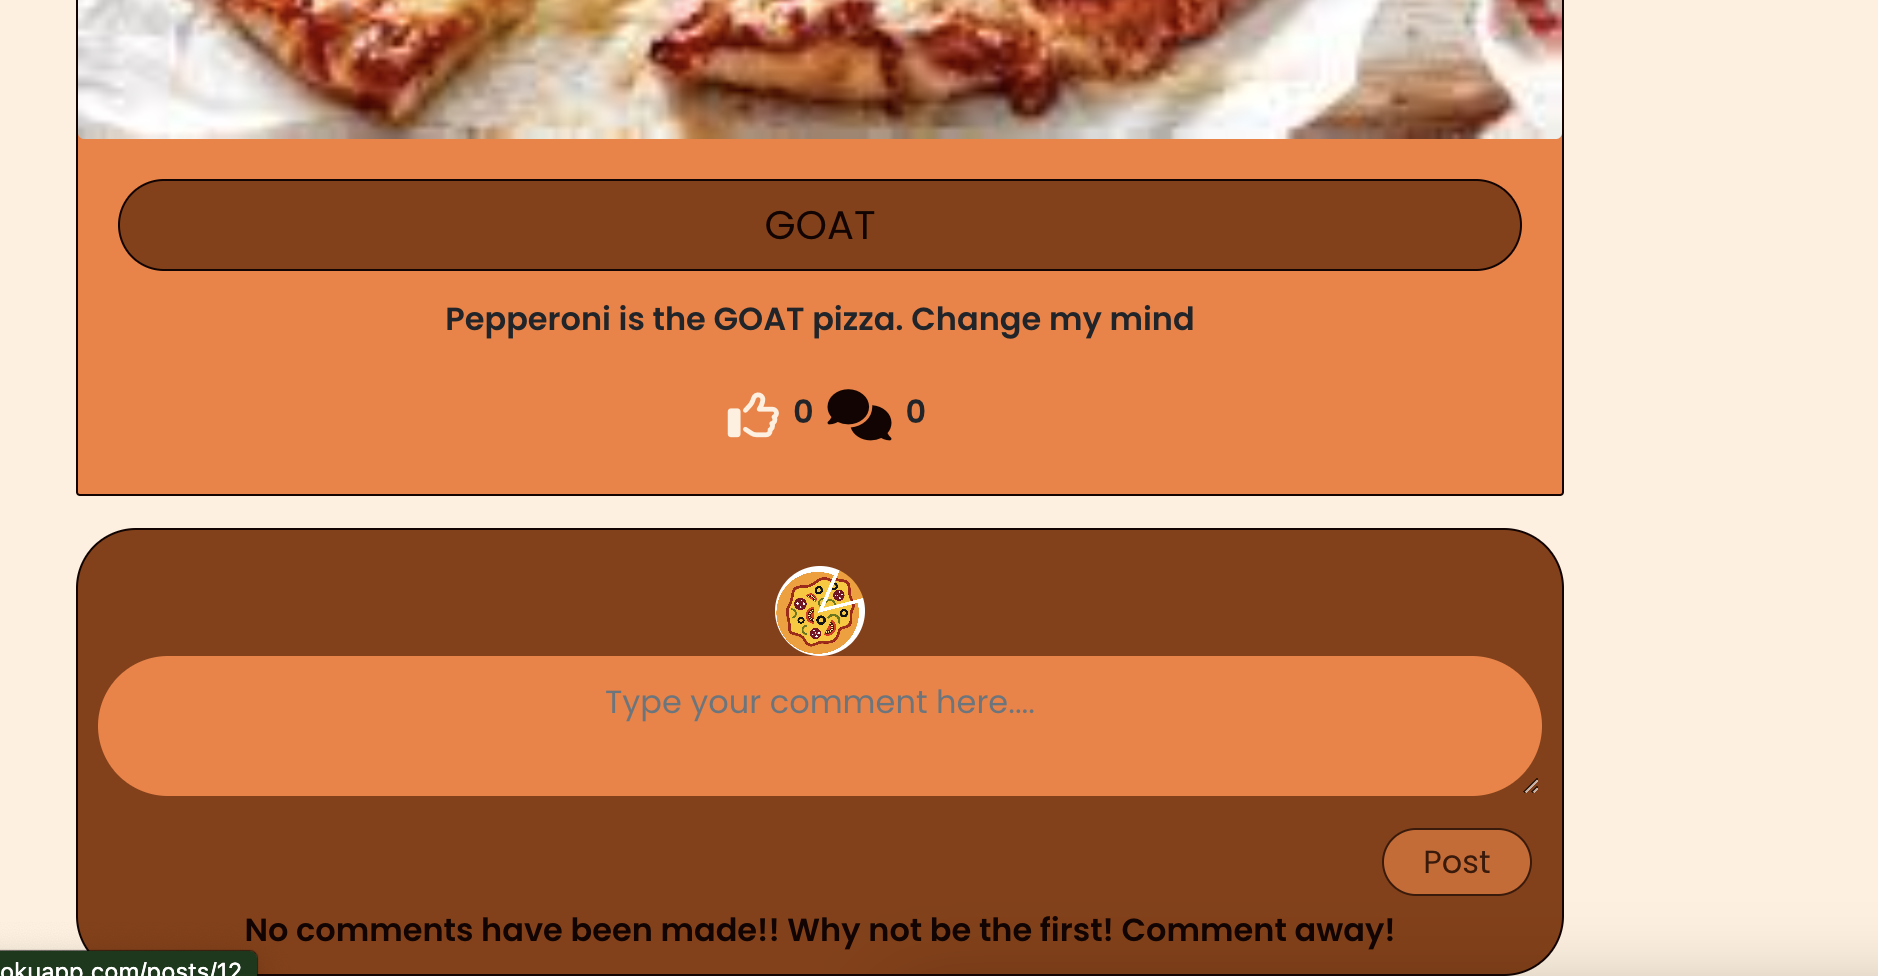 GOAT
Pepperoni is the GOAT pizza. Change my mind
0 0
Type your comment here....
Post
No comments have been made!! Why not be the first! Comment away!
okuapp.com/posts/12